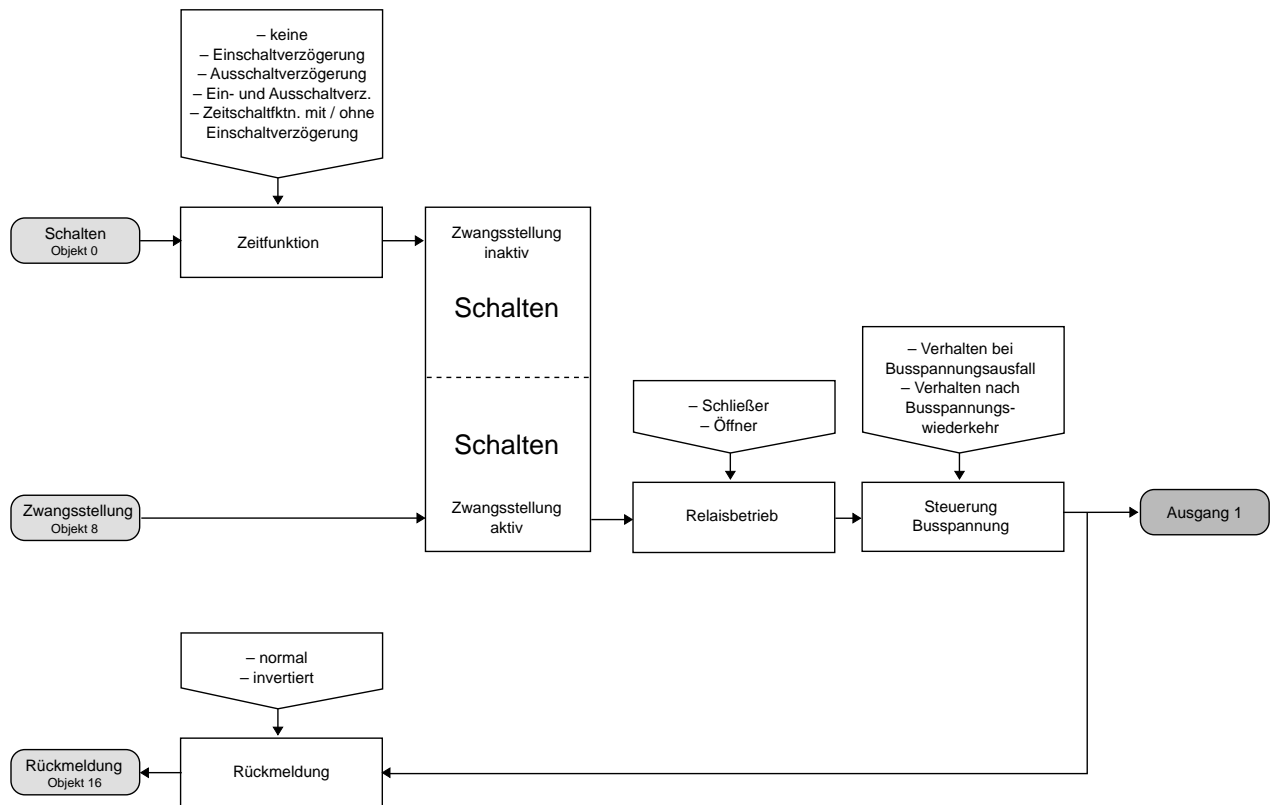 – keine
– Einschaltverzögerung
– Ausschaltverzögerung
– Ein- und Ausschaltverz.
– Zeitschaltfktn. mit / ohne
Einschaltverzögerung
Schalten
Objekt 0
Zeitfunktion
Zwangsstellung
inaktiv
Schalten
Schalten
Zwangsstellung
aktiv
Zwangsstellung
Objekt 8
– Schließer
– Öffner
Relaisbetrieb
– Verhalten bei
Busspannungsausfall
– Verhalten nach
Busspannungs-
wiederkehr
Steuerung
Busspannung
Ausgang 1
– normal
– invertiert
Rückmeldung
Objekt 16
Rückmeldung